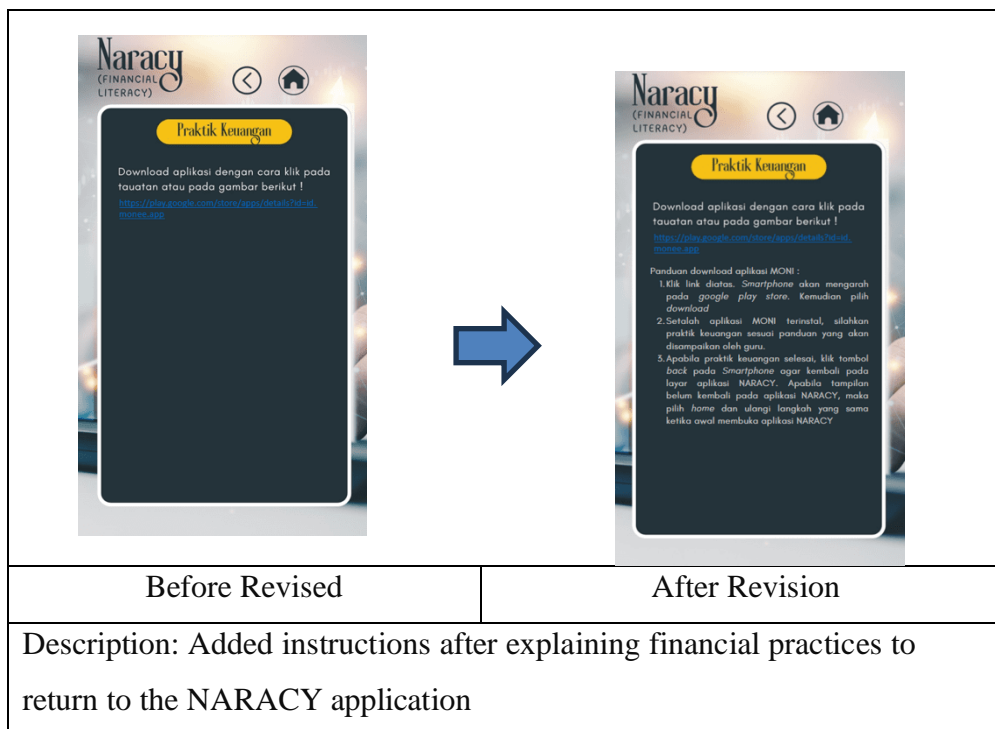 Naracy
(FINANCIAL
LITERACY)
Praktik Keuangan
Download aplikasi dengan cara klik pada
tauatan atau pada gambar berikut !
https://play.google.com/store/apps/details?id=id.
monee.app
Naracy
(FINANCIAL
LITERACY)
Praktik Keuangan
Download aplikasi dengan cara klik pada
tauatan atau pada gambar berikut !
https://play.google.com/store/apps/details?id=id.
monee.app
Panduan download aplikasi MONI :
1. Klik link diatas. Smartphone akan mengarah
pada google play store. Kemudian pilih
download
2. Setalah aplikasi MONI terinstal, silahkan
praktik keuangan sesuai panduan yang akan
disampaikan oleh guru.
3. Apabila praktik keuangan selesai, klik tombol
back pada Smartphone agar kembali pada
layar aplikasi NARACY. Apabila tampilan
belum kembali pada aplikasi NARACY, maka
pilih home dan ulangi langkah yang sama
ketika awal membuka aplikasi NARACY
Before Revised
After Revision
Description: Added instructions after explaining financial practices to
return to the NARACY application